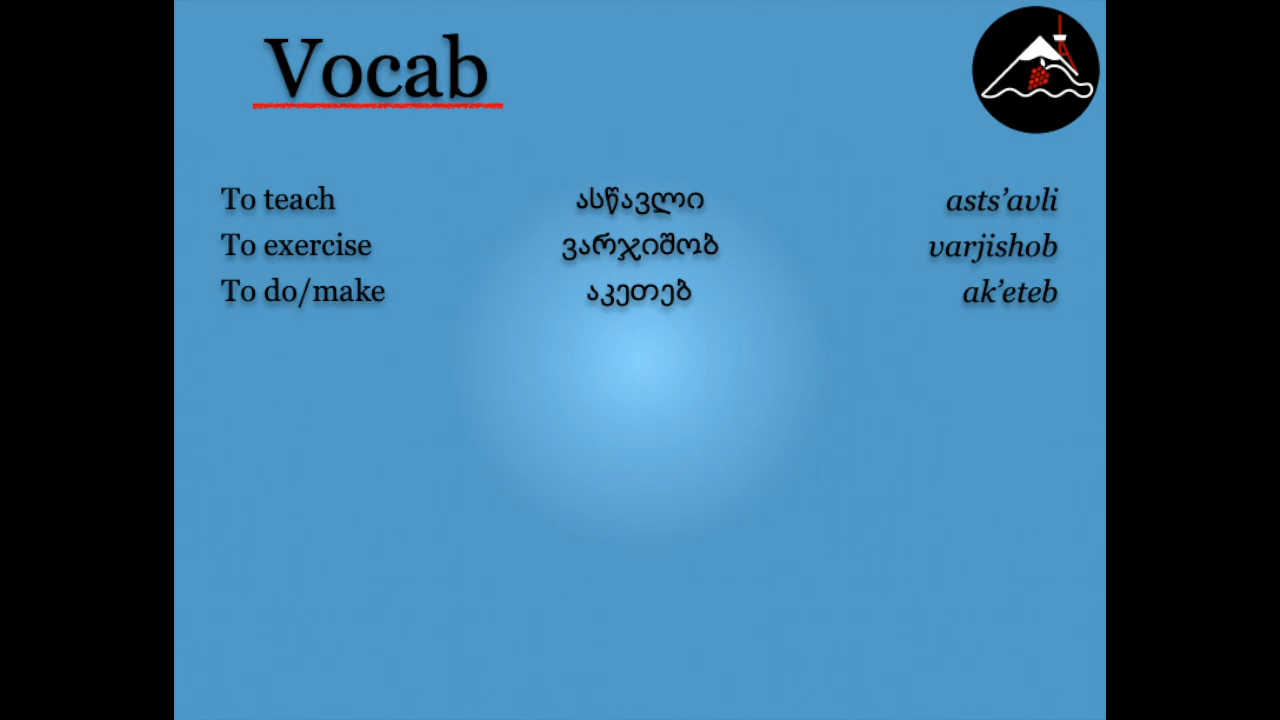 Vocab
To teach ასწავლი asts’avli
To exercise ვარჯიშობ varjishob
To do/make აკეთებ ak’eteb